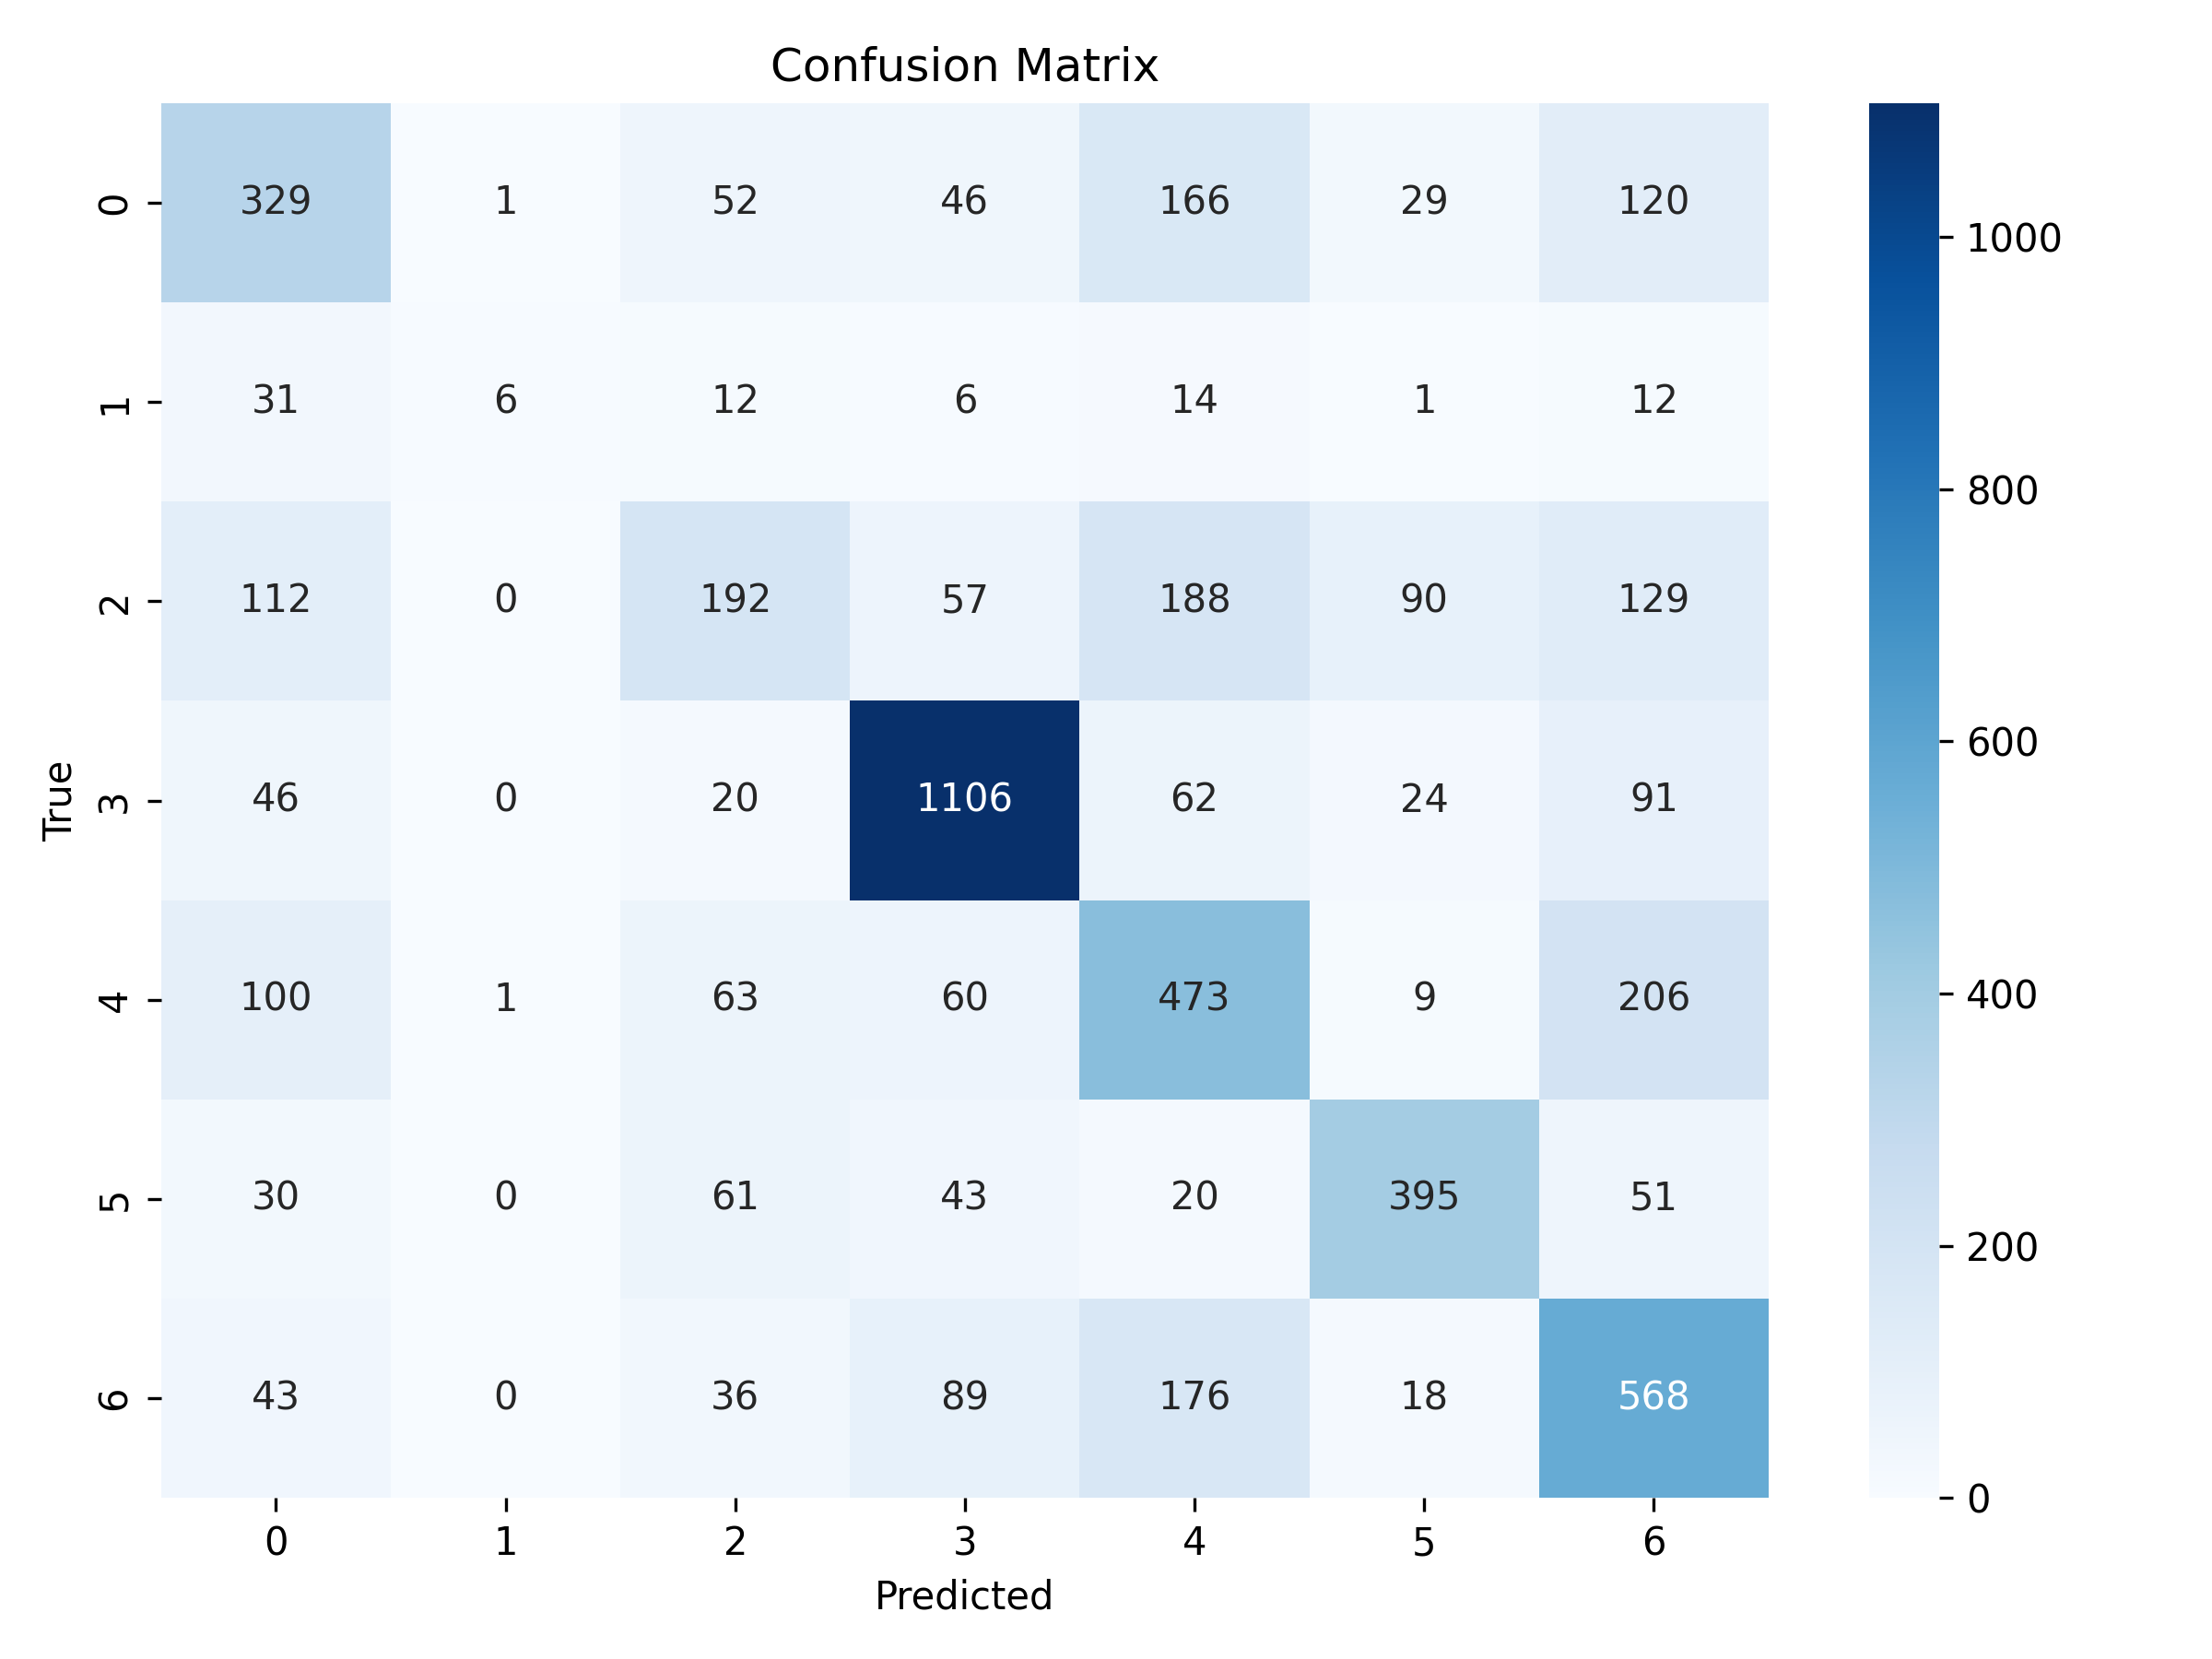 Confusion Matrix
0 329 1 52 46 166 29 120
1 31 6 12 6 14 1 12
2 112 0 192 57 188 90 129
3 46 0 20 1106 62 24 91
4 100 1 63 60 473 9 206
5 30 0 61 43 20 395 51
6 43 0 36 89 176 18 568
0 1 2 3 4 5 6
Predicted
True
1000
800
600
400
200
0